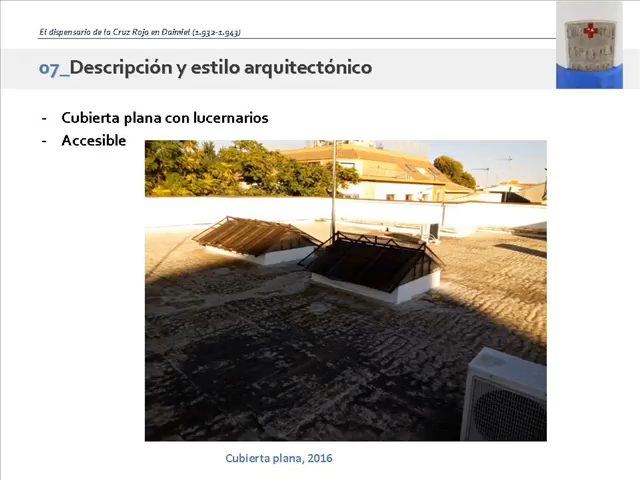 El dispensario de la Cruz Roja en Daimiel (1.932-1.943)
07_Descripción y estilo arquitectónico
- Cubierta plana con lucernarios
- Accesible
Cubierta plana, 2016